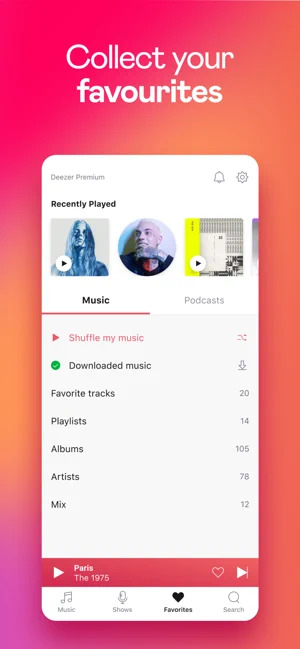 Collect your
favourites
Deezer Premium
Recently Played
Music Podcasts
Shuffle my music
Downloaded music
Favorite tracks 20
Playlists 14
Albums 105
Artists 78
Mix 12
Paris
The 1975
Music Shows Favorites Search